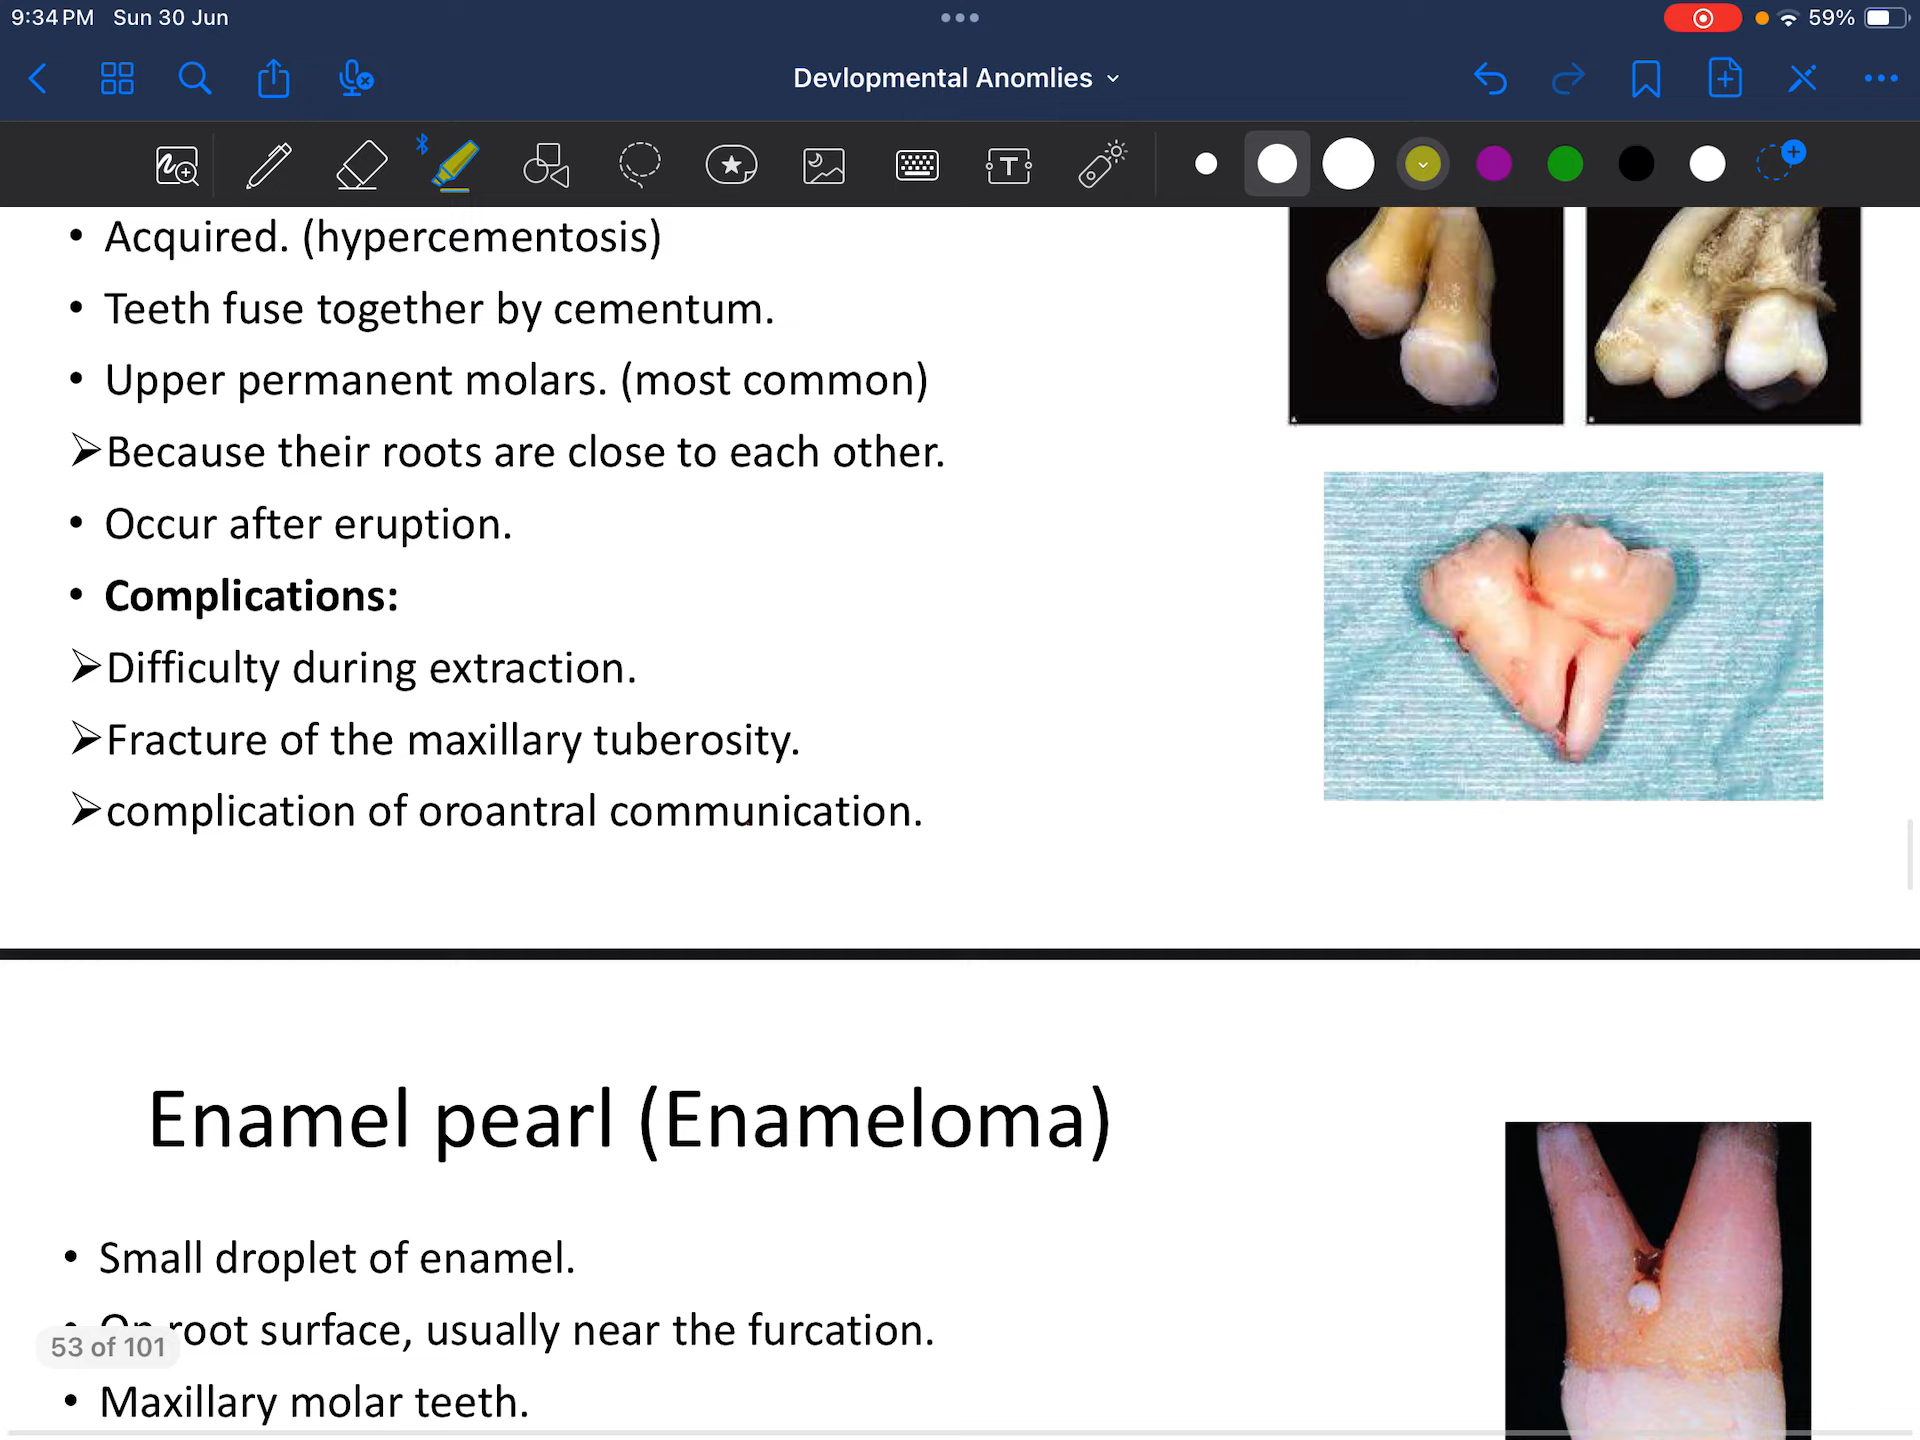 9:34 PM Sun 30 Jun
59%
Devlopmental Anomlies
T
• Acquired. (hypercementosis)
• Teeth fuse together by cementum.
• Upper permanent molars. (most common)
➢Because their roots are close to each other.
• Occur after eruption.
• Complications:
➢Difficulty during extraction.
➢Fracture of the maxillary tuberosity.
➢complication of oroantral communication.
Enamel pearl (Enameloma)
• Small droplet of enamel.
• On root surface, usually near the furcation.
53 of 101
• Maxillary molar teeth.